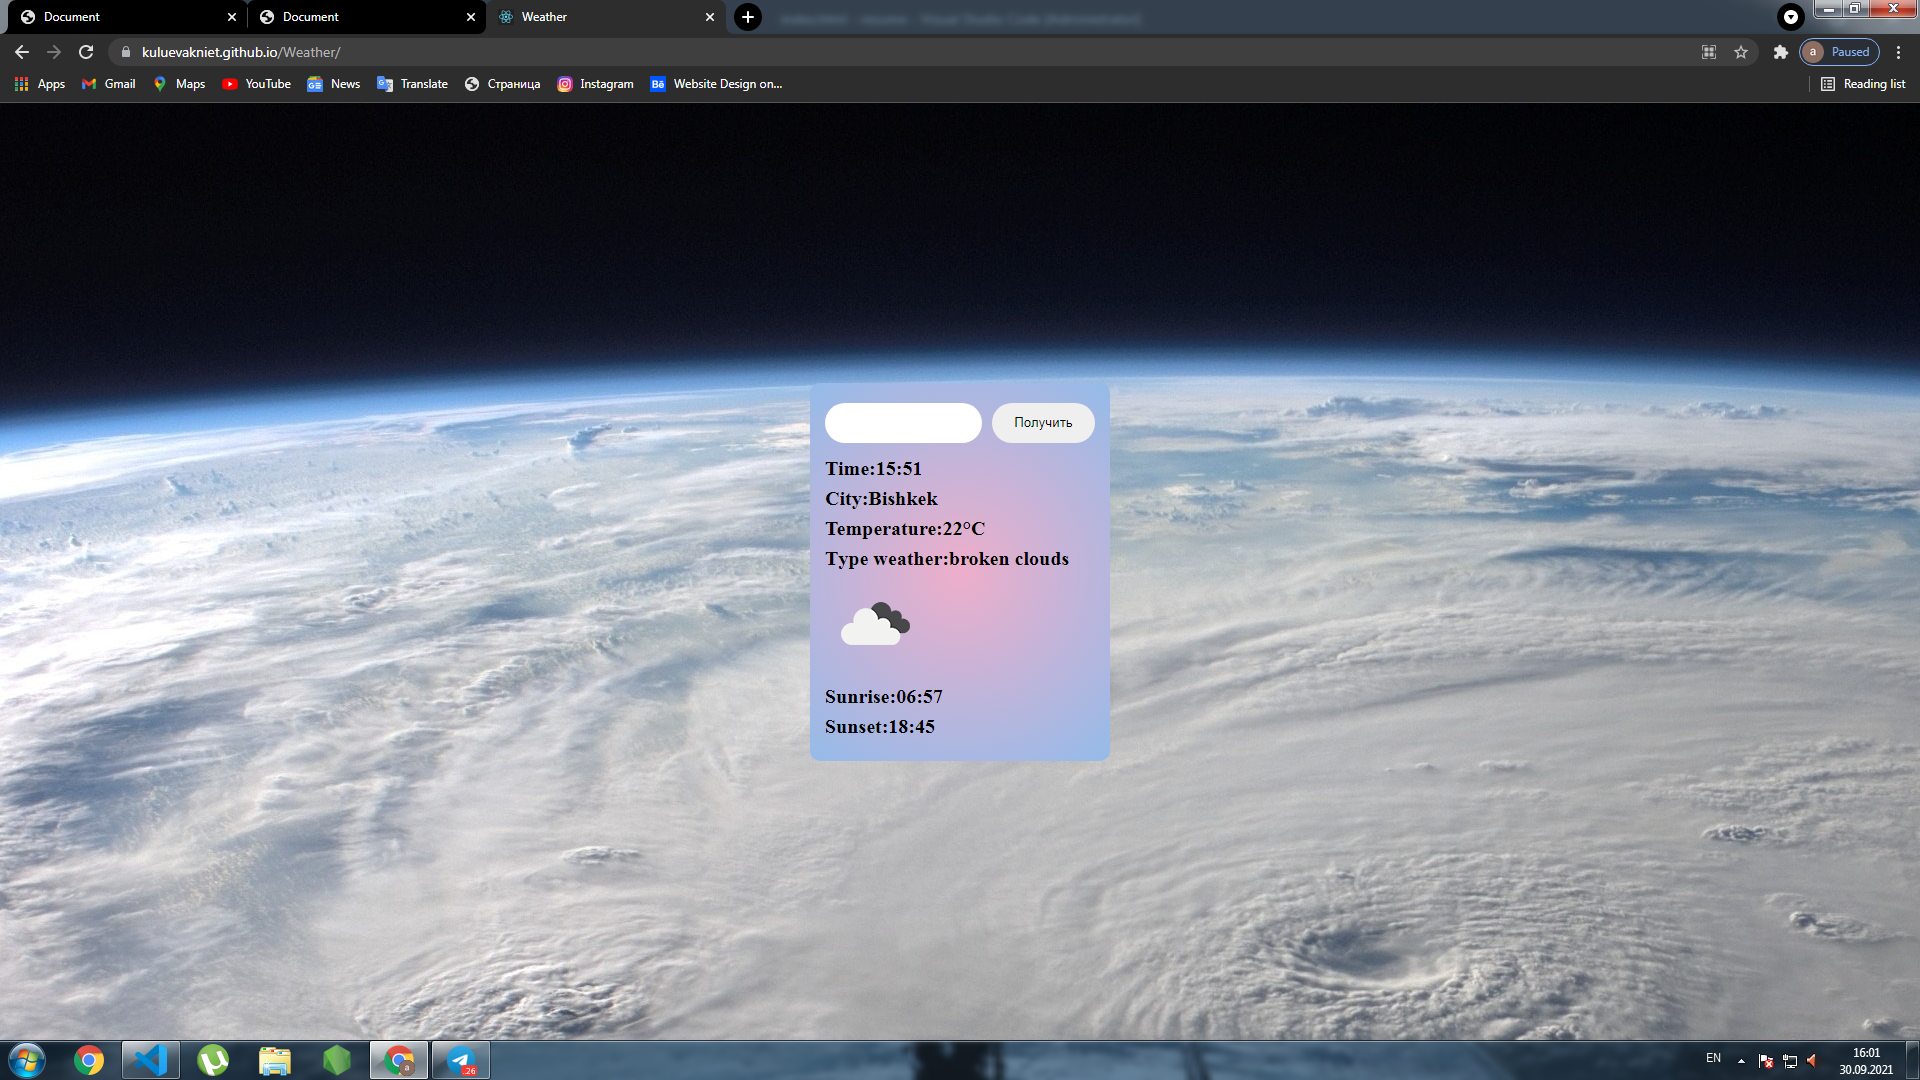 Document
Document
Weather
kuluevakniet.github.io/Weather/
a
Paused
Apps
Gmail
Maps
YouTube
News
Translate
Страница
Instagram
Website Design on...
Reading list
Получить
Time:15:51
City:Bishkek
Temperature:22°C
Type weather:broken clouds
Sunrise:06:57
Sunset:18:45
EN
16:01
30.09.2021